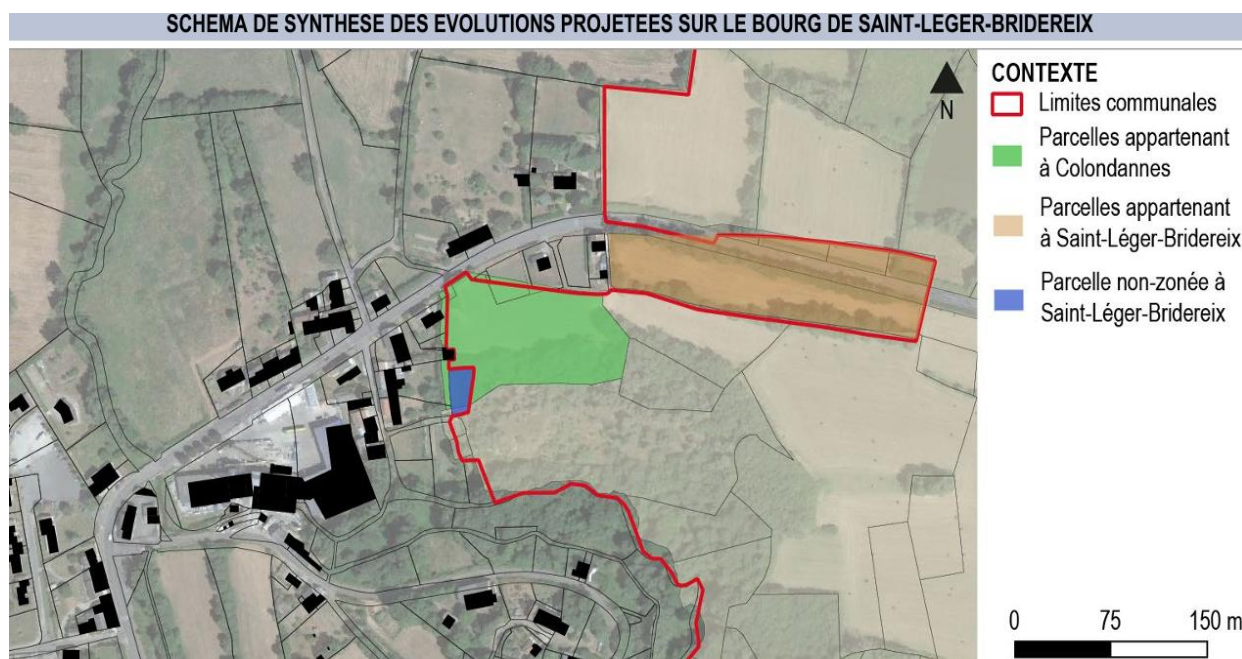 SCHEMA DE SYNTHESE DES EVOLUTIONS PROJETEES SUR LE BOURG DE SAINT-LEGER-BRIDEREIX
N
CONTEXTE
Limites communales
Parcelles appartenant
à Colondannes
Parcelles appartenant
à Saint-Léger-Bridereix
Parcelle non-zonée à
Saint-Léger-Bridereix
0 75 150 m